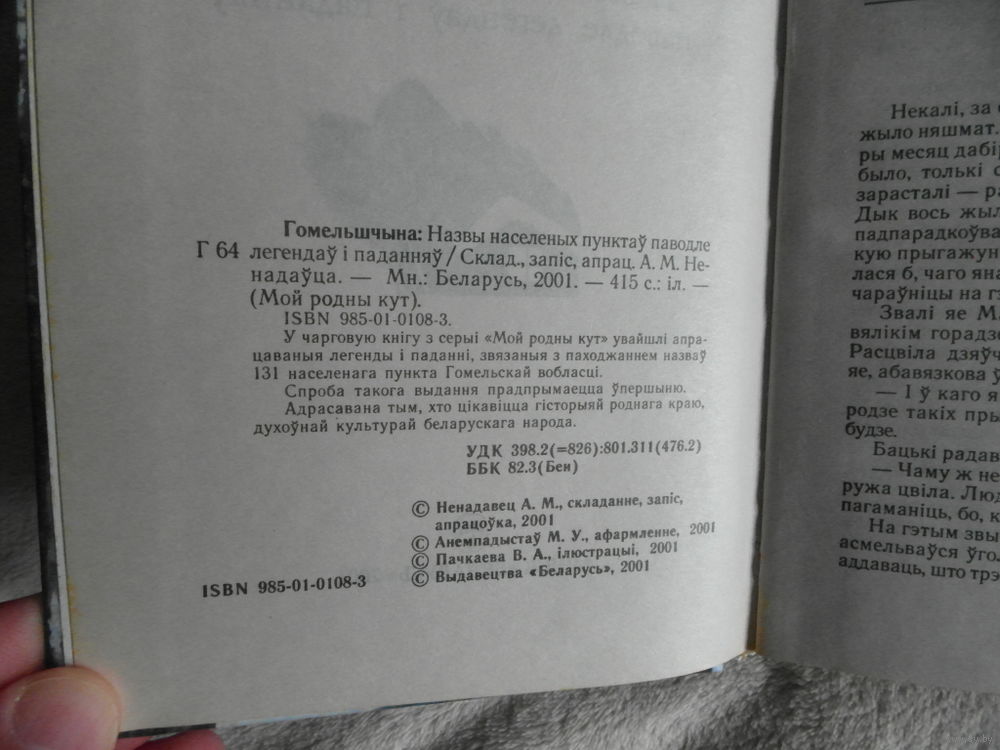 Гомельшчына: Назвы населеных пунктаў паводле
Г 64 легендаў і паданняў / Склад., запіс, апрац. А. М. Не-
надаўца. — Мн.: Беларусь, 2001. — 415 с.: іл. —
(Мой родны кут).
ISBN 985-01-0108-3.
У чарговую кнігу з серыі «Мой родны кут» увайшлі апра-
цаваныя легенды і паданні, звязаныя з паходжаннем назваў
131 населенага пункта Гомельскай вобласці.
Спроба такога выдання прадпрымаецца ўпершыню.
Адрасавана тым, хто цікавіцца гісторыяй роднага краю,
духоўнай культурай беларускага народа.
УДК 398.2(=826):801.311(476.2)
ББК 82.3(Беи)
© Ненадавец А. М., складанне, запіс,
апрацоўка, 2001
© Анемпадыстаў М. У., афармленне, 2001
© Пачкаева В. А., ілюстрацыі, 2001
© Выдавецтва «Беларусь», 2001
ISBN 985-01-0108-3
Некалі, за
жыло няшмат.
ры месяц дабі
было, толькі
зарасталі —
Дык вось жыл
падпарадкоўва
кую прыгажун
лася б, чаго яна
чараўніцы на
Звалі яе М
вялікім горадз
Расцвіла дзяўч
яе, абавязкова
— І ў каго я
родзе такіх пры
будзе.
Бацькі радав
— Чаму ж не
ружа цвіла. Люд
паганаміць, бо, к
На гэтым звы
асмельваўся ўго
аддаваць, што трэ